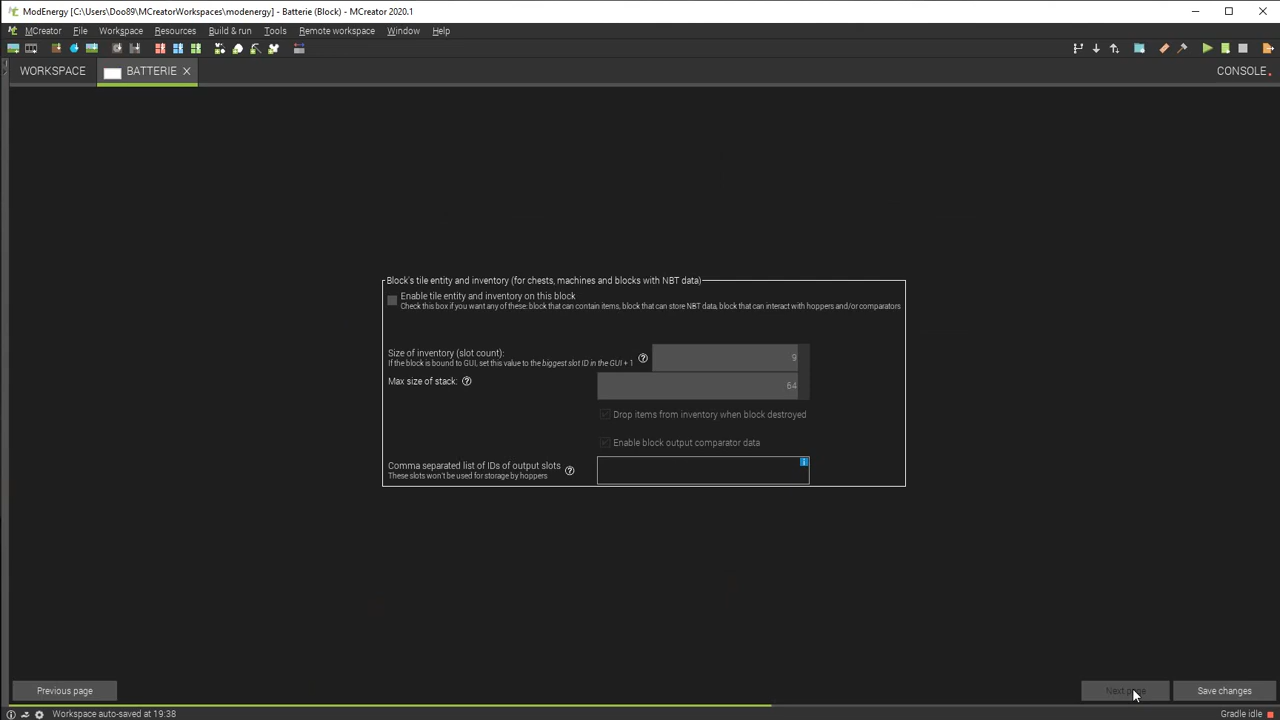 ModEnergy [C:\Users\Doo89\MCreatorWorkspaces\modenergy] - Batterie (Block) - MCreator 2020.1
MCreator File Workspace Resources Build & run Tools Remote workspace Window Help
WORKSPACE BATTERIE CONSOLE
Block's tile entity and inventory (for chests, machines and blocks with NBT data)
Enable tile entity and inventory on this block
Check this box if you want any of these: block that can contain items, block that can store NBT data, block that can interact with hoppers and/or comparators
Size of inventory (slot count):
If the block is bound to GUI, set this value to the biggest slot ID in the GUI + 1
9
Max size of stack:
64
Drop items from inventory when block destroyed
Enable block output comparator data
Comma separated list of IDs of output slots
These slots won't be used for storage by hoppers
Previous page
Next page
Save changes
Workspace auto-saved at 19:38
Gradle idle